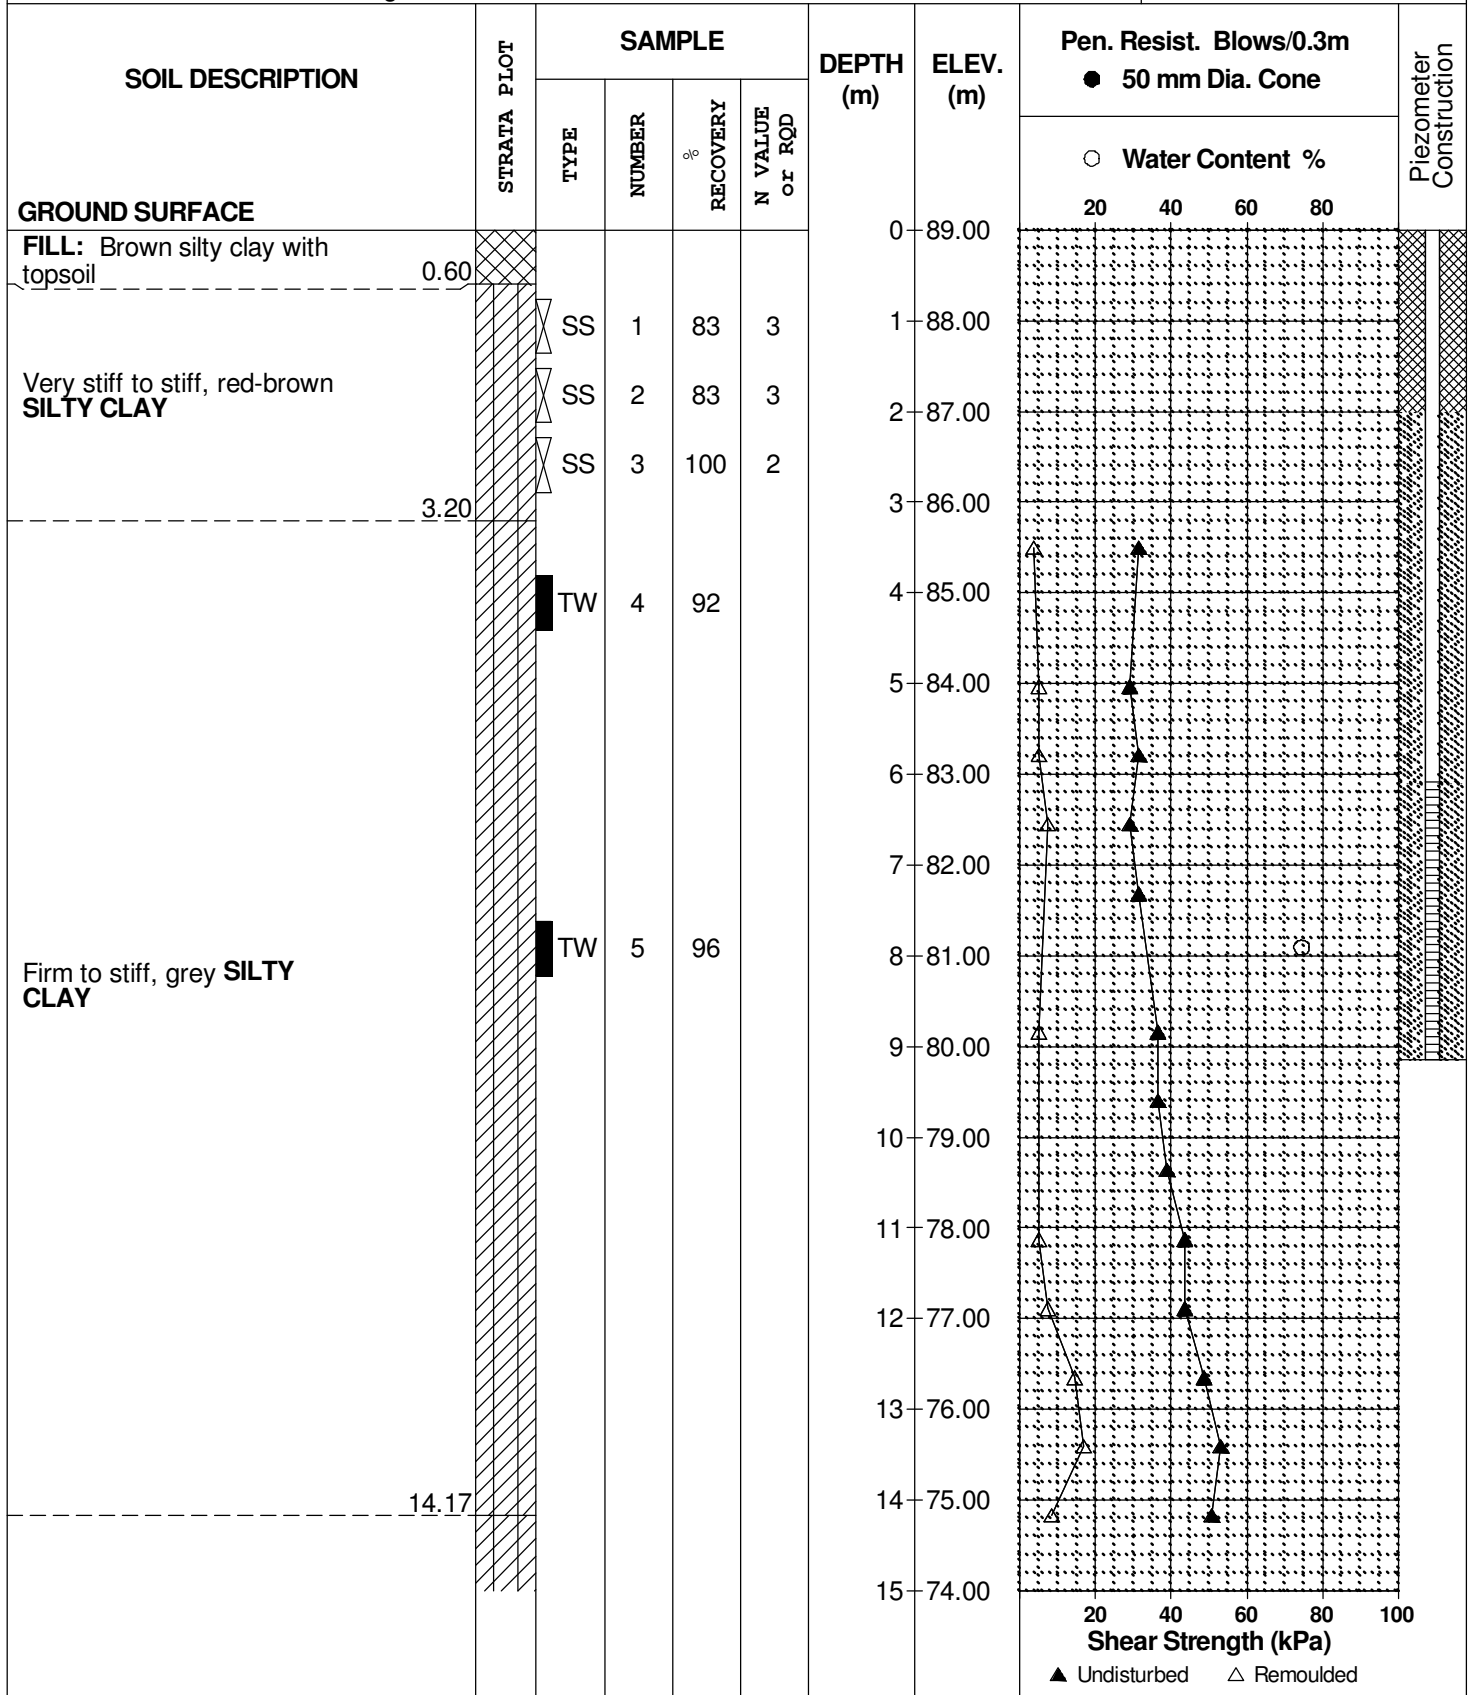 SOIL DESCRIPTION
STRATA PLOT
SAMPLE
TYPE
NUMBER
% RECOVERY
N VALUE or RQD
DEPTH (m)
ELEV. (m)
Pen. Resist. Blows/0.3m
● 50 mm Dia. Cone
○ Water Content %
20 40 60 80
Piezometer Construction
GROUND SURFACE
0 89.00
FILL: Brown silty clay with
topsoil 0.60
SS 1 83 3
1 88.00
Very stiff to stiff, red-brown
SILTY CLAY
SS 2 83 3
2 87.00
SS 3 100 2
3 86.00
3.20
TW 4 92
4 85.00
5 84.00
6 83.00
7 82.00
TW 5 96
8 81.00
Firm to stiff, grey SILTY
CLAY
9 80.00
10 79.00
11 78.00
12 77.00
13 76.00
14 75.00
14.17
15 74.00
20 40 60 80 100
Shear Strength (kPa)
▲ Undisturbed △ Remoulded